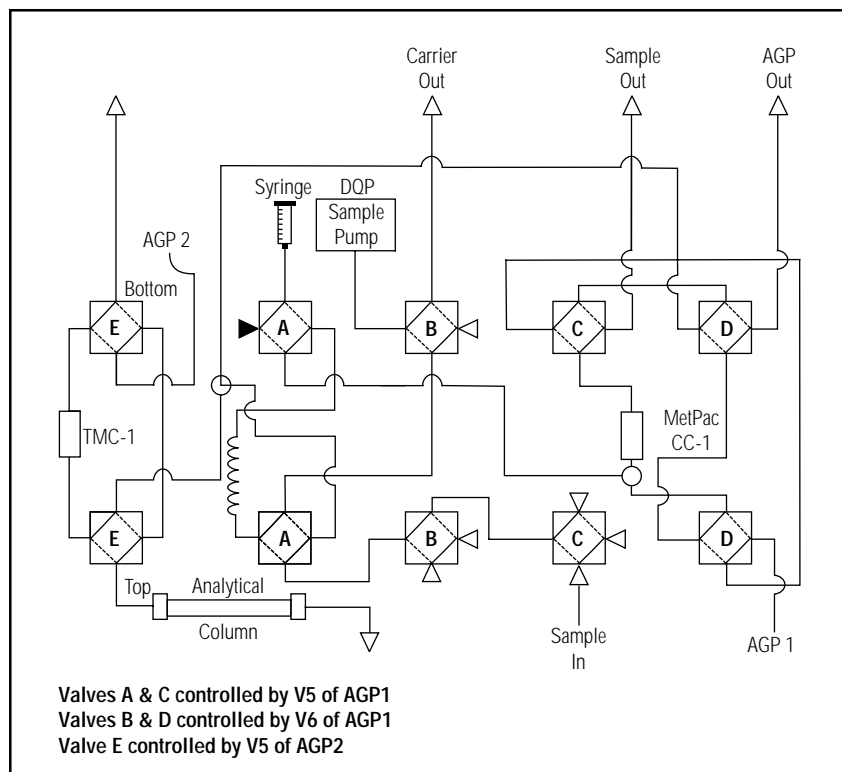 Carrier
Out
Sample
Out
AGP
Out
Syringe
DQP
Sample
Pump
AGP 2
Bottom
E
A
B
C
D
TMC-1
MetPac
CC-1
E
A
B
C
D
Top
Analytical
Column
Sample
In
AGP 1
Valves A & C controlled by V5 of AGP1
Valves B & D controlled by V6 of AGP1
Valve E controlled by V5 of AGP2